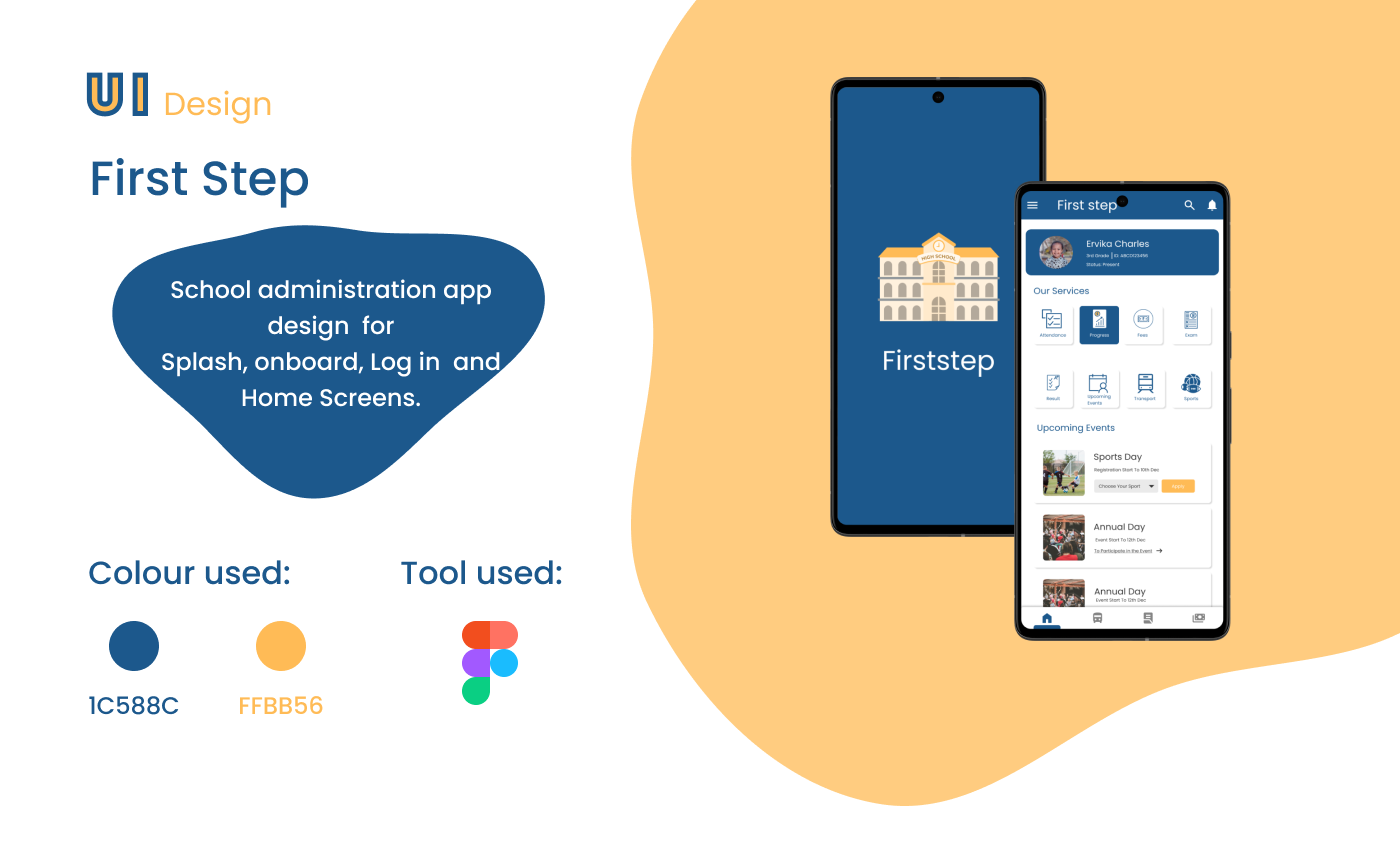 UI Design
First Step
School administration app
design for
Splash, onboard, Log in and
Home Screens.
Colour used:
Tool used:
1C588C
FFBB56
HIGH SCHOOL
Firststep
First step
Ervika Charles
3rd Grade | ID: ABCD123456
Status: Present
Our Services
Attendance
Progress
Fees
Exam
Result
Upcoming
Events
Transport
Sports
Upcoming Events
Sports Day
Registration Start To 10th Dec
Choose Your Sport
Apply
Annual Day
Event Start To 12th Dec
To Participate in the Event
Annual Day
Event Start To 12th Dec